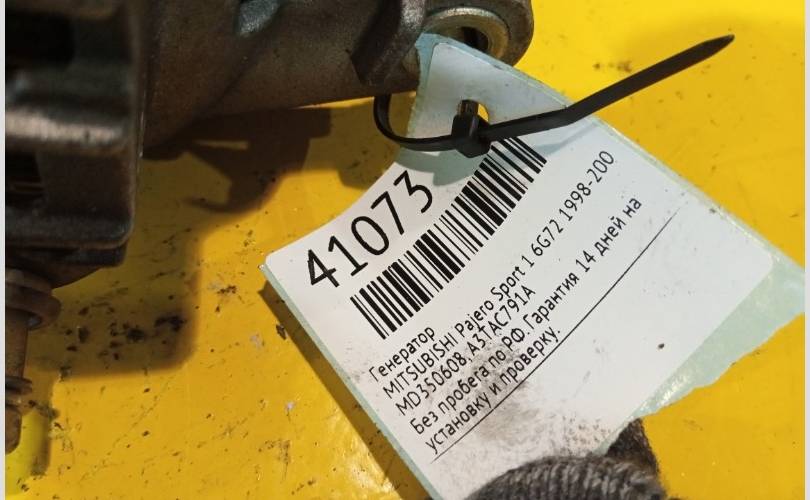 41073
Генератор
MITSUBISHI Pajero Sport 1 6G72 1998-200
MD350608,A3TAC791A
Без пробега по РФ.Гарантия 14 дней на
установку и проверку.